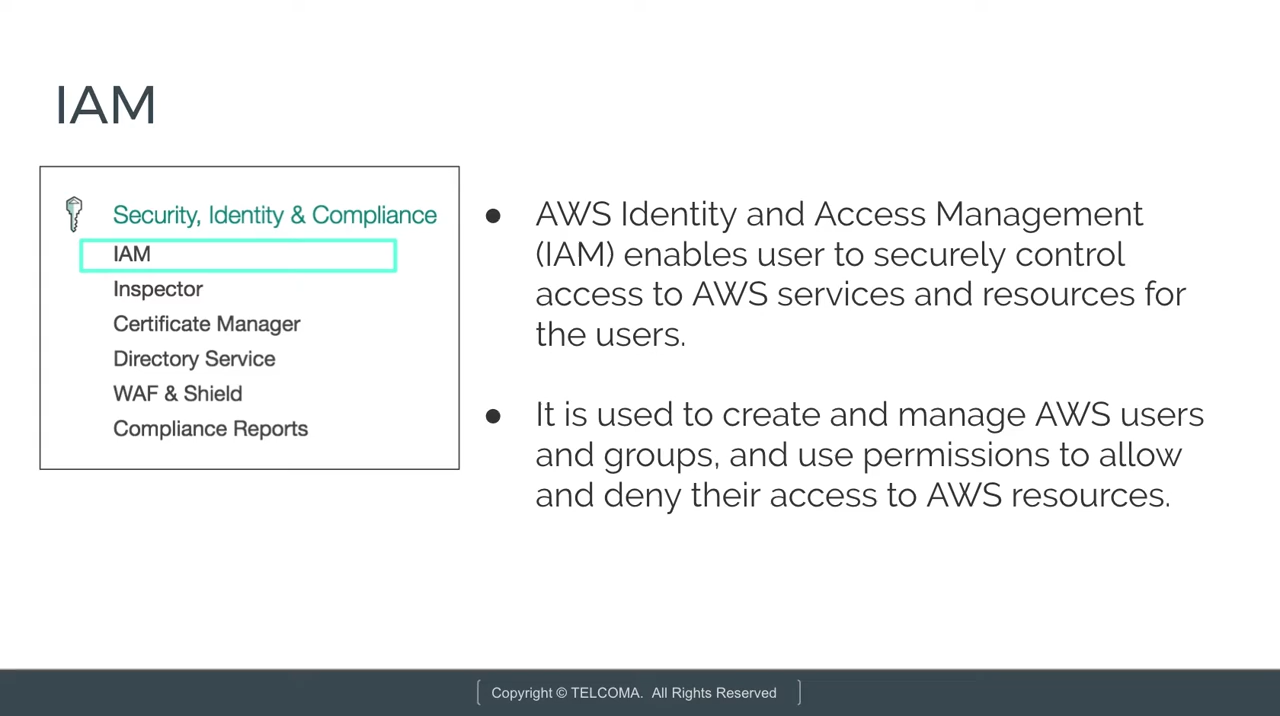 IAM
Security, Identity & Compliance
IAM
Inspector
Certificate Manager
Directory Service
WAF & Shield
Compliance Reports
● AWS Identity and Access Management
(IAM) enables user to securely control
access to AWS services and resources for
the users.
● It is used to create and manage AWS users
and groups, and use permissions to allow
and deny their access to AWS resources.
Copyright © TELCOMA. All Rights Reserved